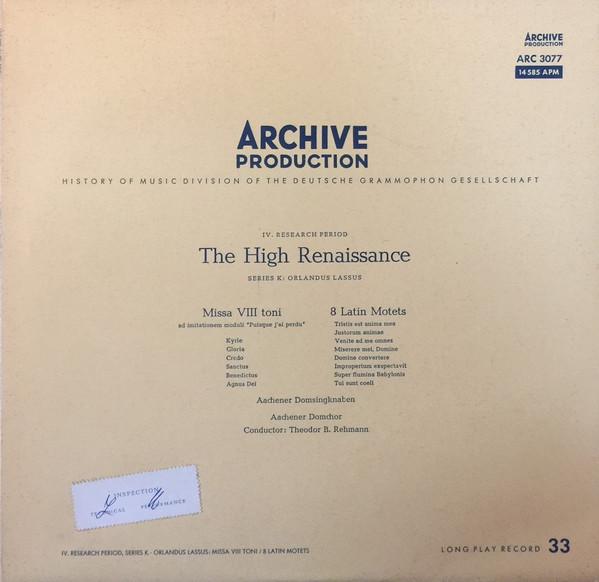 ARCHIVE
PRODUCTION
ARC 3077
14 585 APM
ARCHIVE
PRODUCTION
HISTORY OF MUSIC DIVISION OF THE DEUTSCHE GRAMMOPHON GESELLSCHAFT
IV. RESEARCH PERIOD
The High Renaissance
SERIES K: ORLANDUS LASSUS
Missa VIII toni
ad imitationem moduli "Puisque j'ai perdu"
Kyrie
Gloria
Credo
Sanctus
Benedictus
Agnus Dei
8 Latin Motets
Tristis est anima mea
Justorum animae
Venite ad me omnes
Miserere mei, Domine
Domine convertere
Improperium exspectavit
Super flumina Babylonis
Tui sunt coeli
Aachener Domsingknaben
Aachener Domchor
Conductor: Theodor B. Rehmann
INSPECTION
IV. RESEARCH PERIOD, SERIES K · ORLANDUS LASSUS: MISSA VIII TONI / 8 LATIN MOTETS
LONG PLAY RECORD 33